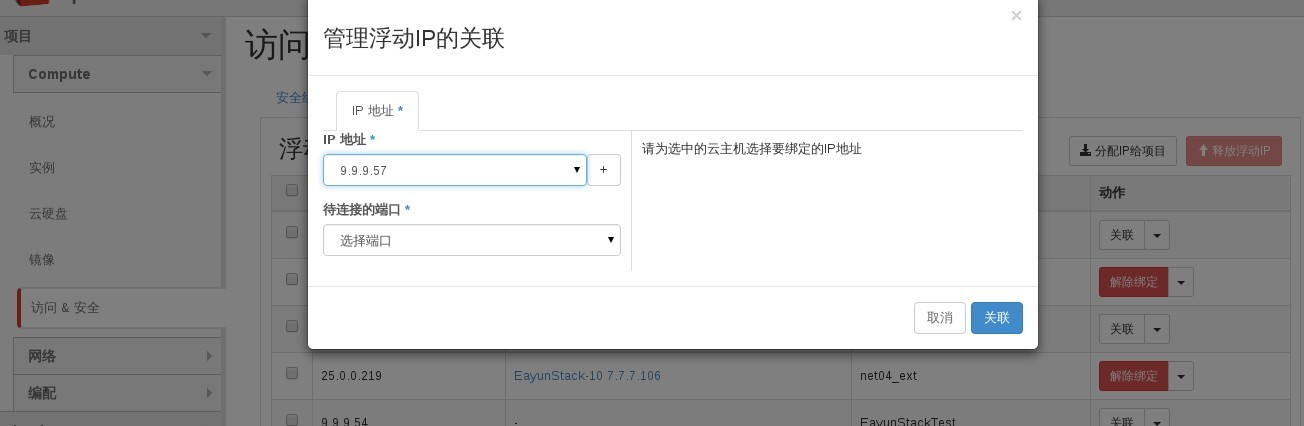 项目
Compute
概况
实例
云硬盘
镜像
访问 & 安全
网络
编配
访问
安全组
浮动
分配IP给项目
释放浮动IP
动作
关联
解除绑定
关联
25.0.0.219 EayunStack-10 7.7.7.106 net04_ext 解除绑定
9.9.9.54 - EayunStackTest 关联
×
管理浮动IP的关联
IP 地址 *
IP 地址 *
9.9.9.57 +
待连接的端口 *
选择端口
请为选中的云主机选择要绑定的IP地址
取消 关联